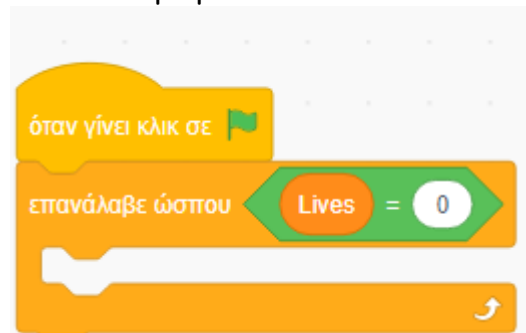 όταν γίνει κλικ σε
επανάλαβε ώσπου Lives = 0